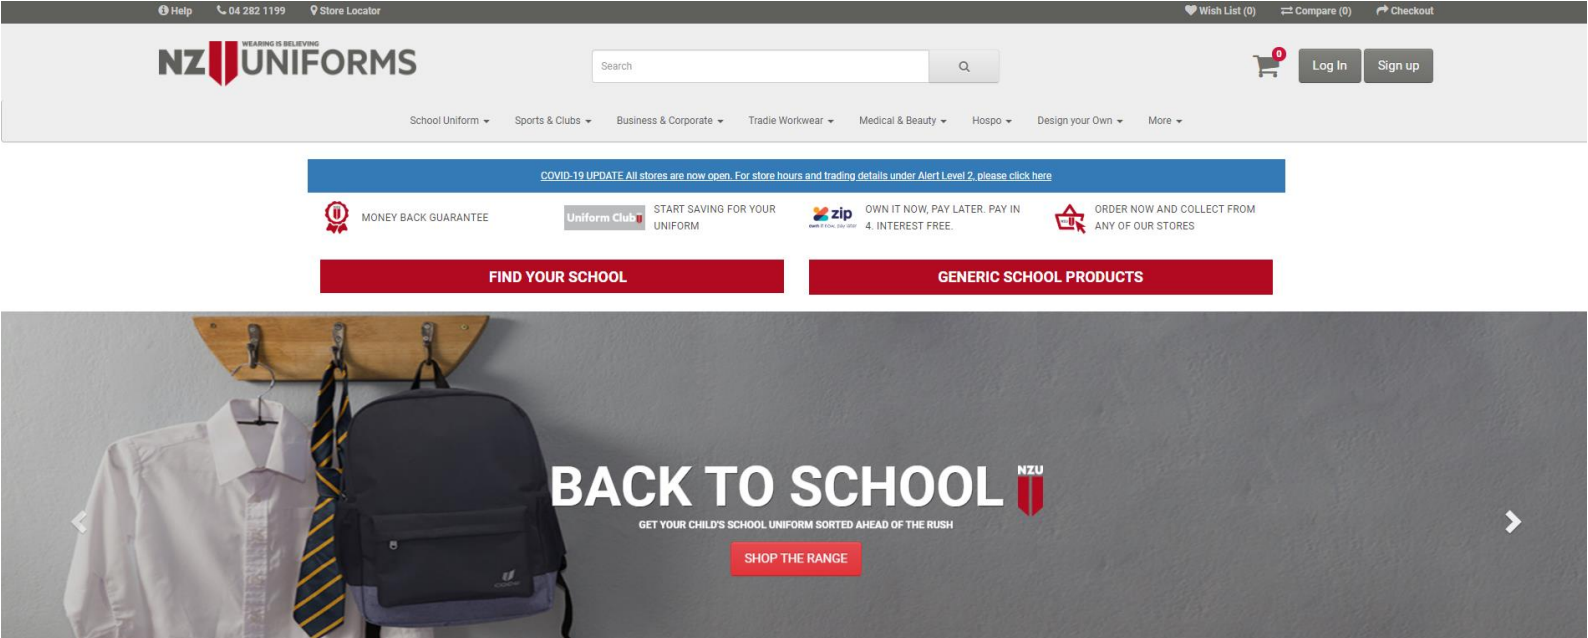 Help 04 282 1199 Store Locator Wish List (0) Compare (0) Checkout
WEARING IS BELIEVING
NZ UNIFORMS
Search
0
Log In Sign up
School Uniform Sports & Clubs Business & Corporate Tradie Workwear Medical & Beauty Hospo Design your Own More
COVID-19 UPDATE All stores are now open. For store hours and trading details under Alert Level 2, please click here
MONEY BACK GUARANTEE
Uniform Club
START SAVING FOR YOUR
UNIFORM
zip
own it now, pay later
OWN IT NOW, PAY LATER. PAY IN
4. INTEREST FREE.
ORDER NOW AND COLLECT FROM
ANY OF OUR STORES
FIND YOUR SCHOOL
GENERIC SCHOOL PRODUCTS
BACK TO SCHOOL
NZU
GET YOUR CHILD'S SCHOOL UNIFORM SORTED AHEAD OF THE RUSH
SHOP THE RANGE